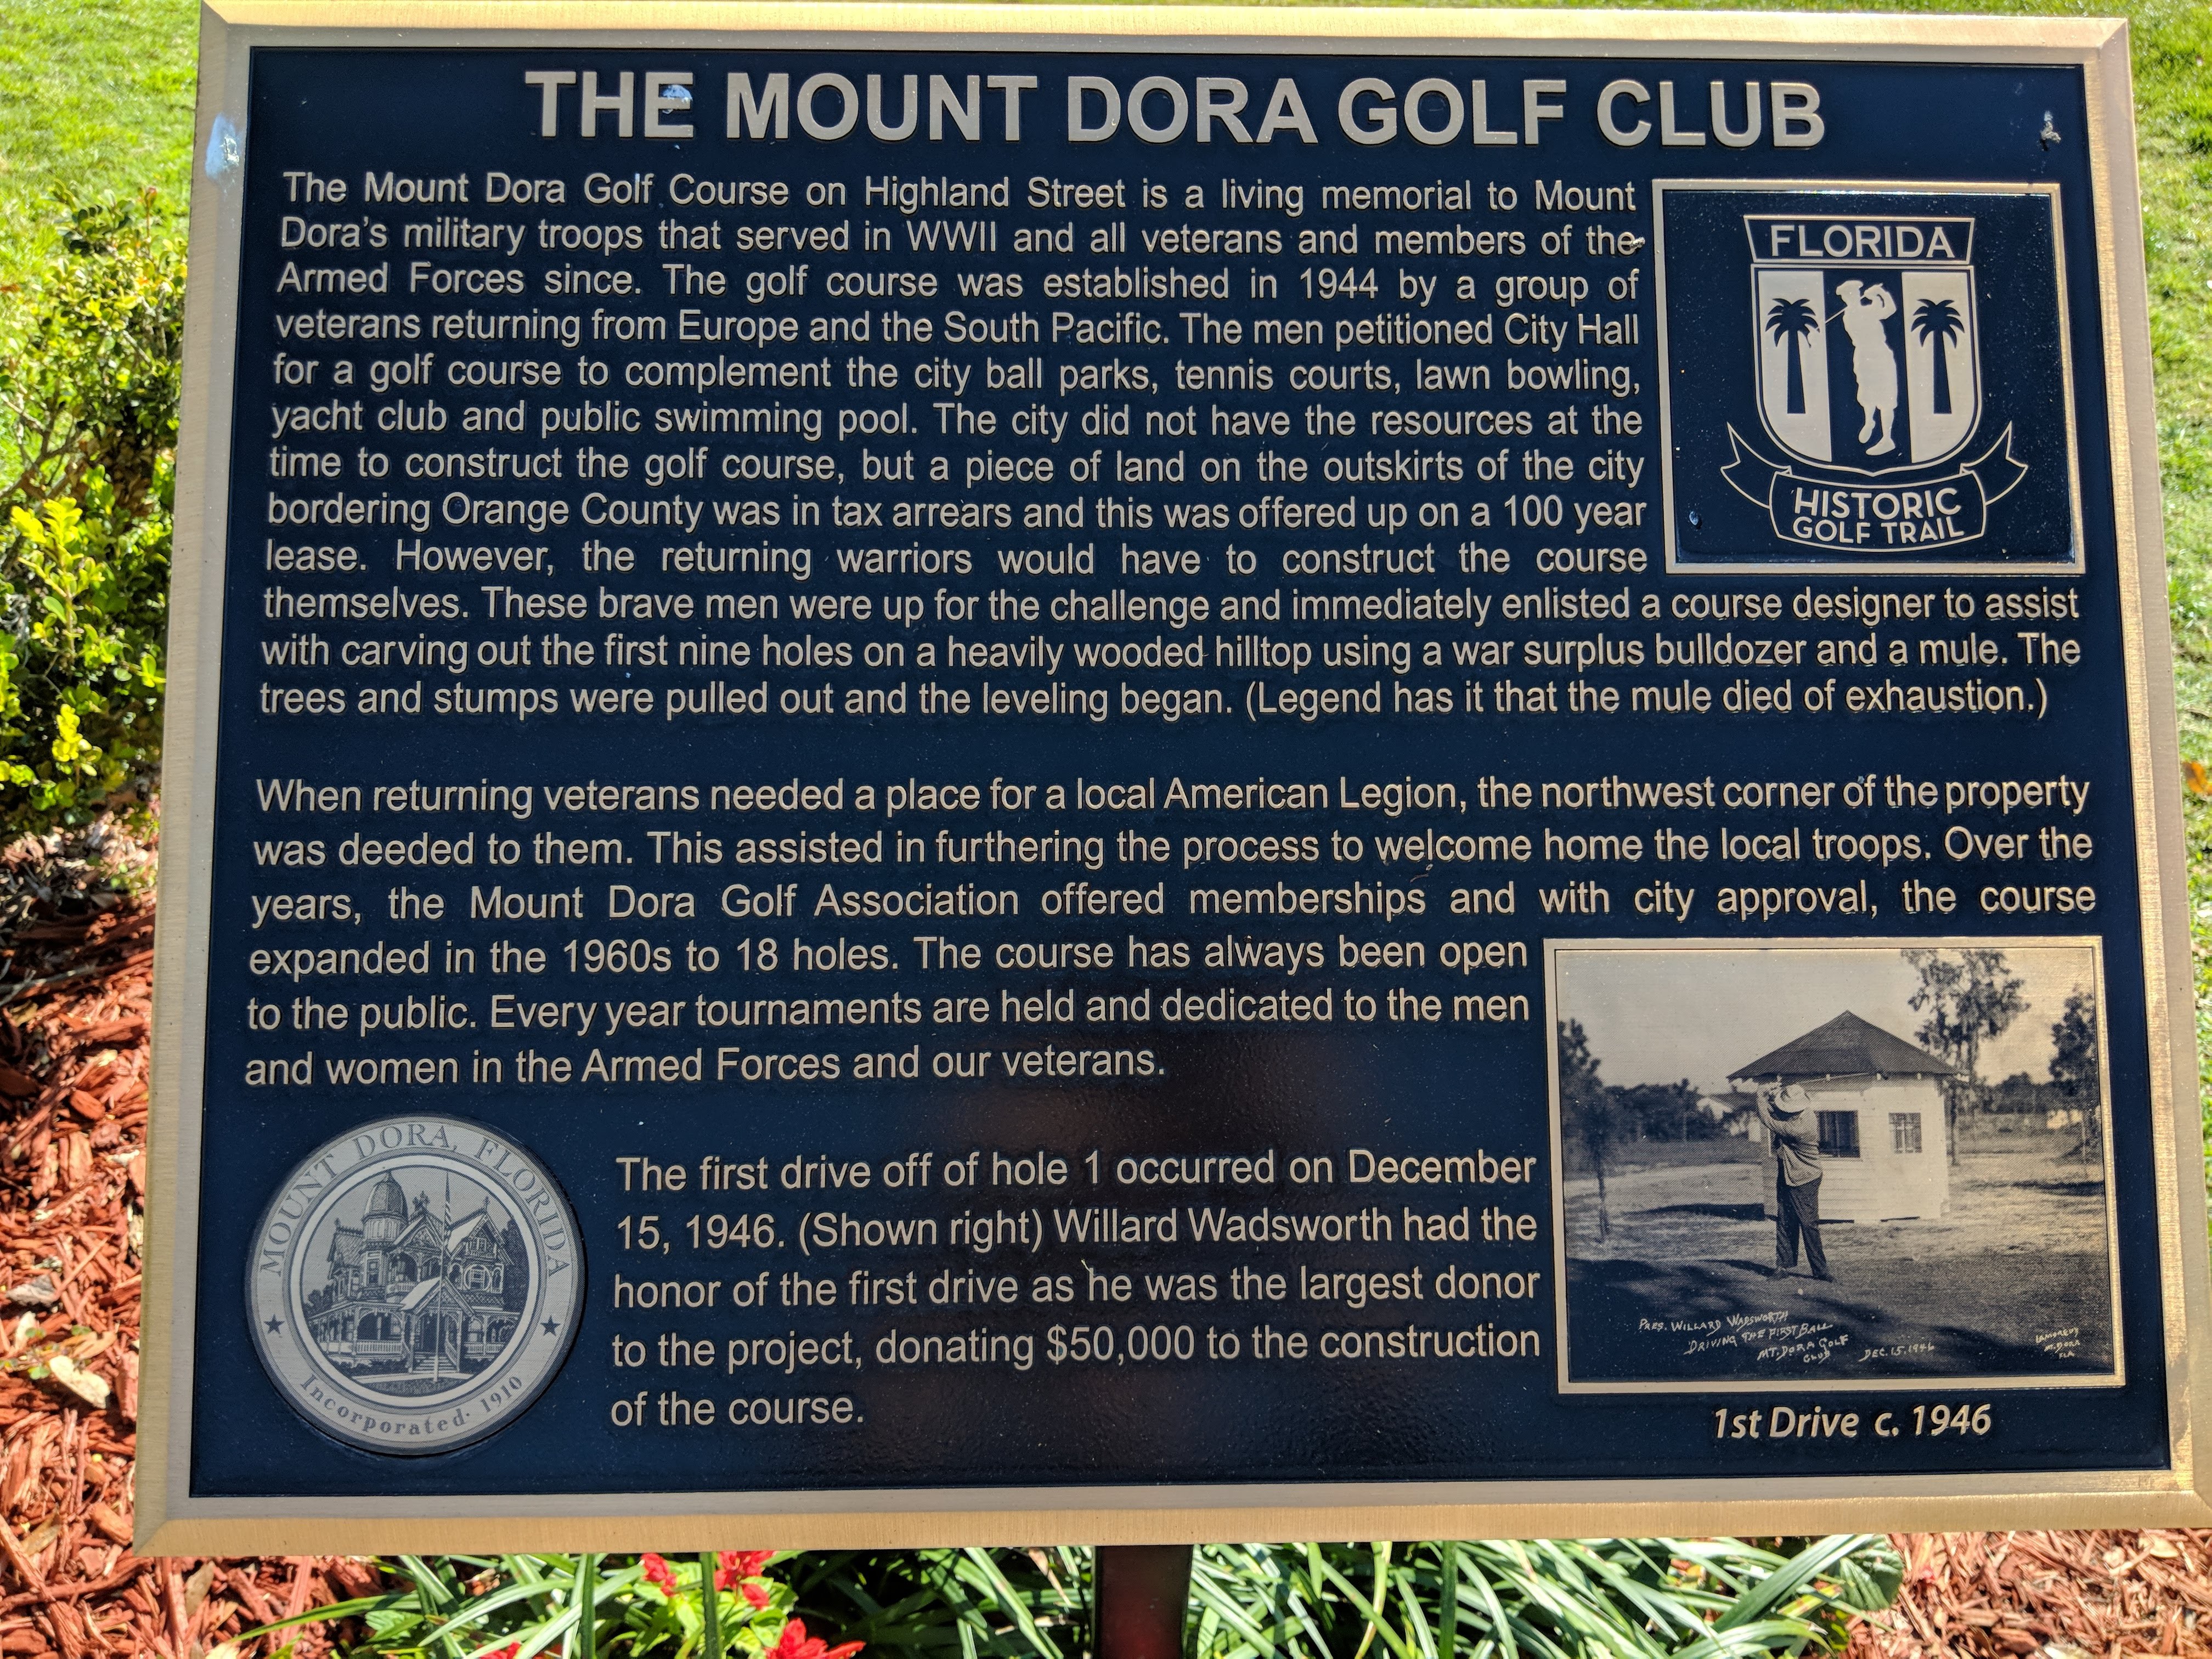 THE MOUNT DORA GOLF CLUB
The Mount Dora Golf Course on Highland Street is a living memorial to Mount
Dora's military troops that served in WWII and all veterans and members of the
Armed Forces since. The golf course was established in 1944 by a group of
veterans returning from Europe and the South Pacific. The men petitioned City Hall
for a golf course to complement the city ball parks, tennis courts, lawn bowling,
yacht club and public swimming pool. The city did not have the resources at the
time to construct the golf course, but a piece of land on the outskirts of the city
bordering Orange County was in tax arrears and this was offered up on a 100 year
lease. However, the returning warriors would have to construct the course
themselves. These brave men were up for the challenge and immediately enlisted a course designer to assist
with carving out the first nine holes on a heavily wooded hilltop using a war surplus bulldozer and a mule. The
trees and stumps were pulled out and the leveling began. (Legend has it that the mule died of exhaustion.)
FLORIDA
HISTORIC
GOLF TRAIL
When returning veterans needed a place for a local American Legion, the northwest corner of the property
was deeded to them. This assisted in furthering the process to welcome home the local troops. Over the
years, the Mount Dora Golf Association offered memberships and with city approval, the course
expanded in the 1960s to 18 holes. The course has always been open
to the public. Every year tournaments are held and dedicated to the men
and women in the Armed Forces and our veterans.
MOUNT DORA, FLORIDA
Incorporated · 1910
The first drive off of hole 1 occurred on December
15, 1946. (Shown right) Willard Wadsworth had the
honor of the first drive as he was the largest donor
to the project, donating $50,000 to the construction
of the course.
PRES. WILLARD WADSWORTH
DRIVING THE FIRST BALL
MT. DORA GOLF
CLUB
DEC. 15, 1946
MT. DORA
FLA
1st Drive c. 1946